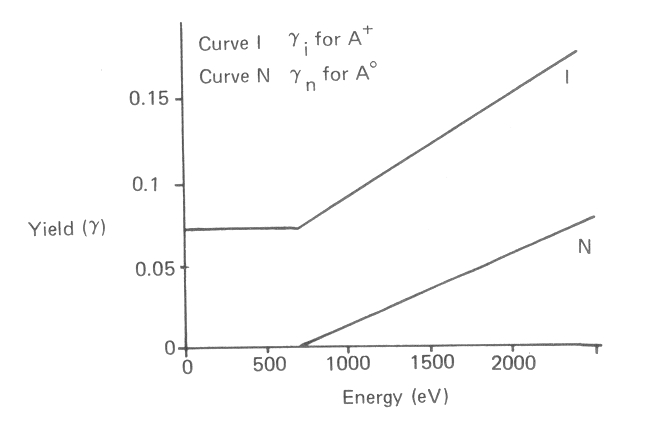 Curve I γi for A+
Curve N γn for A°
0.15
0.1
Yield (γ)
0.05
0
I
N
0 500 1000 1500 2000
Energy (eV)